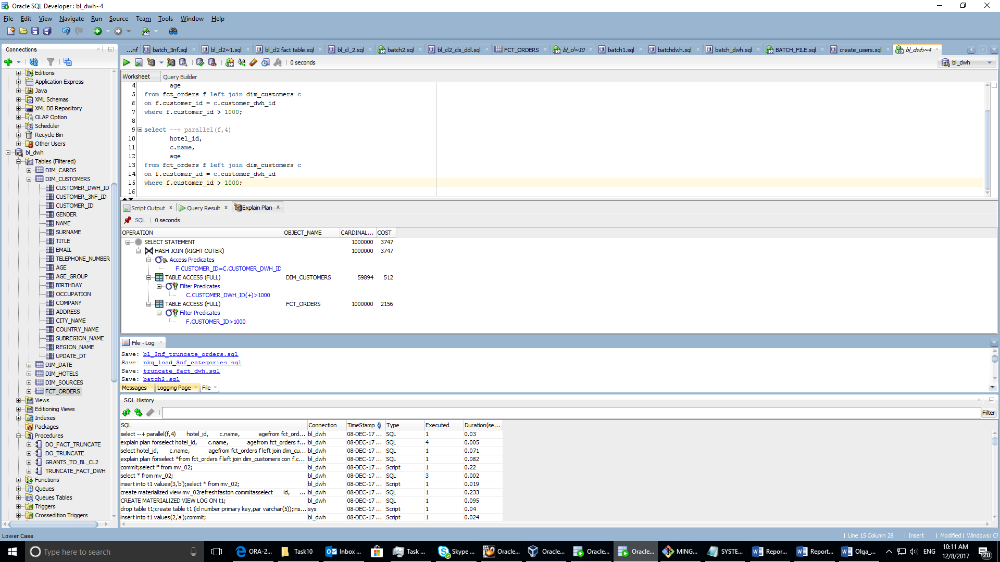 Oracle SQL Developer : bl_dwh~4
File Edit View Navigate Run Source Team Tools Window Help
Connections
...nf batch_3nf.sql bl_cl2~1.sql bl_cl2 fact table.sql bl_cl_2.sql batch2.sql bl_cl2_cls_ddl.sql FCT_ORDERS bl_cl~10 batch1.sql batchdwh.sql batch_dwh.sql BATCH_FILE.sql create_users.sql bl_dwh~4
0 seconds
bl_dwh
Editions
Application Express
Java
XML Schemas
XML DB Repository
OLAP Option
Scheduler
Recycle Bin
Other Users
bl_dwh
Tables (Filtered)
DIM_CARDS
DIM_CUSTOMERS
CUSTOMER_DWH_ID
CUSTOMER_3NF_ID
CUSTOMER_ID
GENDER
NAME
SURNAME
TITLE
EMAIL
TELEPHONE_NUMBER
AGE
AGE_GROUP
BIRTHDAY
OCCUPATION
COMPANY
ADDRESS
CITY_NAME
COUNTRY_NAME
SUBREGION_NAME
REGION_NAME
UPDATE_DT
DIM_DATE
DIM_HOTELS
DIM_SOURCES
FCT_ORDERS
Views
Editioning Views
Indexes
Packages
Procedures
DO_FACT_TRUNCATE
DO_TRUNCATE
GRANTS_TO_BL_CL2
TRUNCATE_FACT_DWH
Functions
Queues
Queues Tables
Triggers
Crossedition Triggers
Worksheet Query Builder
4 age
5 from fct_orders f left join dim_customers c
6 on f.customer_id = c.customer_dwh_id
7 where f.customer_id > 1000;
8
9 select --+ parallel(f,4)
10 hotel_id,
11 c.name,
12 age
13 from fct_orders f left join dim_customers c
14 on f.customer_id = c.customer_dwh_id
15 where f.customer_id > 1000;
16
Script Output x Query Result x Explain Plan x
SQL 0 seconds
OPERATION OBJECT_NAME CARDINAL... COST
SELECT STATEMENT 1000000 3747
HASH JOIN (RIGHT OUTER) 1000000 3747
Access Predicates
F.CUSTOMER_ID=C.CUSTOMER_DWH_ID
TABLE ACCESS (FULL) DIM_CUSTOMERS 59894 512
Filter Predicates
C.CUSTOMER_DWH_ID(+)>1000
TABLE ACCESS (FULL) FCT_ORDERS 1000000 2156
Filter Predicates
F.CUSTOMER_ID>1000
File - Log
Save: bl_3nf_truncate_orders.sql
Save: pkg_load_3nf_categories.sql
Save: truncate_fact_dwh.sql
Save: batch2.sql
Messages Logging Page File
SQL History
Filter
SQL Connection TimeStamp Type Executed Duration(se...
select --+ parallel(f,4) hotel_id, c.name, agefrom fct_ord... bl_dwh 08-DEC-17 ... SQL 1 0.03
explain plan forselect hotel_id, c.name, agefrom fct_orders f... bl_dwh 08-DEC-17 ... SQL 4 0.005
select hotel_id, c.name, agefrom fct_orders f left join dim_cu... bl_dwh 08-DEC-17 ... SQL 1 0.071
explain plan forselect *from fct_orders f left join dim_customers con f.c... bl_dwh 08-DEC-17 ... SQL 1 0.082
commit;select * from mv_02; bl_dwh 08-DEC-17 ... Script 1 0.22
select * from mv_02; bl_dwh 08-DEC-17 ... SQL 3 0.002
insert into t1 values(3,'b');select * from mv_02; bl_dwh 08-DEC-17 ... Script 1 0.019
create materialized view mv_02refreshfaston commitasselect id, ... bl_dwh 08-DEC-17 ... SQL 1 0.233
CREATE MATERIALIZED VIEW LOG ON t1; bl_dwh 08-DEC-17 ... SQL 1 0.095
drop table t1;create table t1 (id number primary key,par varchar(5));ins... sys 08-DEC-17 ... Script 1 0.04
insert into t1 values(2,'a');commit; bl_dwh 08-DEC-17 ... Script 1 0.024
Lower Case
Line 15 Column 28 Insert Modified Windows: CF
Type here to search
ORA-2... Task10 Inbox ... Task ... Skype ... Oracle... Oracle... Oracle... Oracle... MING... SYSTE... Repor... Report... Olga_... ENG
10:11 AM
12/8/2017
20